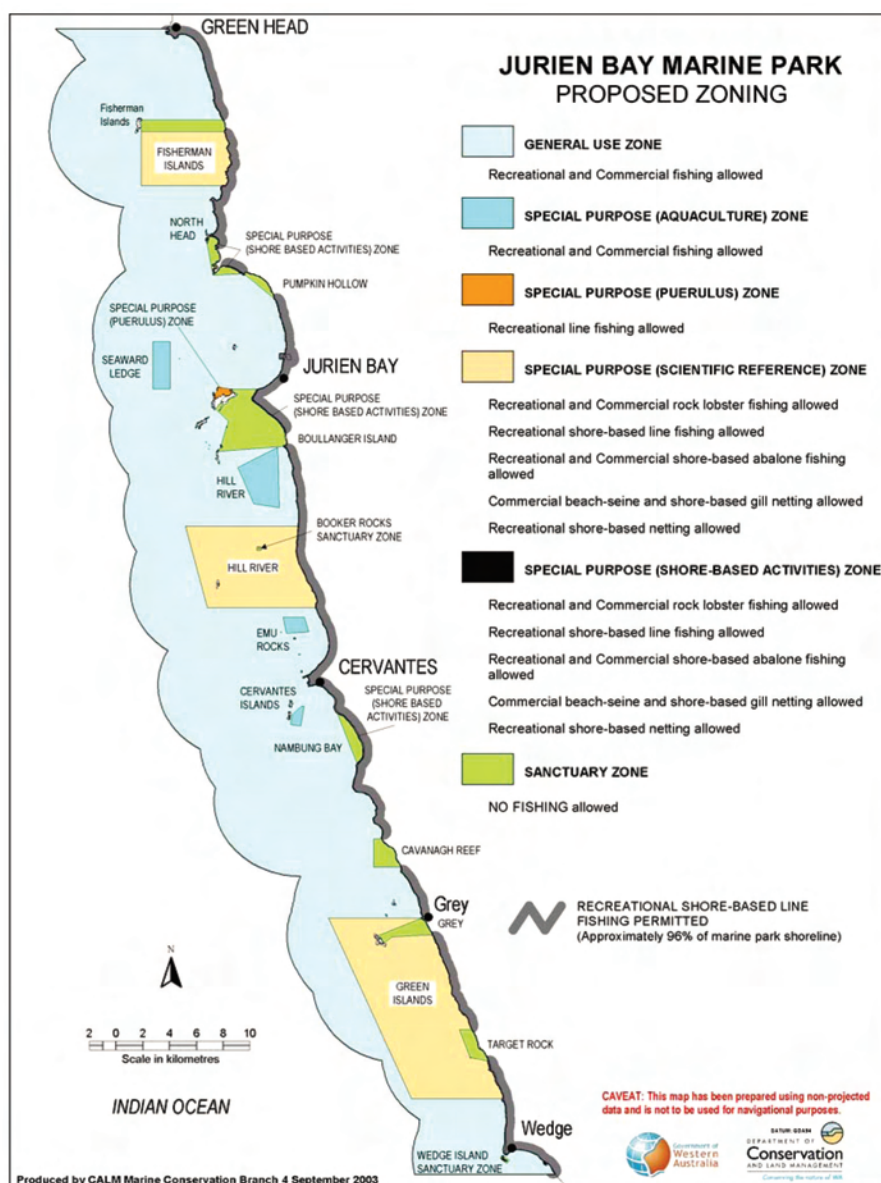 GREEN HEAD
JURIEN BAY MARINE PARK
PROPOSED ZONING
Fisherman
Islands
FISHERMAN
ISLANDS
NORTH
HEAD
SPECIAL PURPOSE
(SHORE BASED
ACTIVITIES) ZONE
PUMPKIN HOLLOW
SPECIAL PURPOSE
(PUERULUS) ZONE
SEAWARD
LEDGE
JURIEN BAY
SPECIAL PURPOSE
(SHORE BASED
ACTIVITIES) ZONE
BOULLANGER ISLAND
HILL
RIVER
BOOKER ROCKS
SANCTUARY ZONE
HILL RIVER
EMU
ROCKS
CERVANTES
CERVANTES
ISLANDS
SPECIAL PURPOSE
(SHORE BASED
ACTIVITIES) ZONE
NAMBUNG BAY
CAVANAGH REEF
Grey
GREY
GREEN
ISLANDS
TARGET ROCK
Wedge
WEDGE ISLAND
SANCTUARY ZONE
GENERAL USE ZONE
Recreational and Commercial fishing allowed
SPECIAL PURPOSE (AQUACULTURE) ZONE
Recreational and Commercial fishing allowed
SPECIAL PURPOSE (PUERULUS) ZONE
Recreational line fishing allowed
SPECIAL PURPOSE (SCIENTIFIC REFERENCE) ZONE
Recreational and Commercial rock lobster fishing allowed
Recreational shore-based line fishing allowed
Recreational and Commercial shore-based abalone fishing
allowed
Commercial beach-seine and shore-based gill netting allowed
Recreational shore-based netting allowed
SPECIAL PURPOSE (SHORE-BASED ACTIVITIES) ZONE
Recreational and Commercial rock lobster fishing allowed
Recreational shore-based line fishing allowed
Recreational and Commercial shore-based abalone fishing
allowed
Commercial beach-seine and shore-based gill netting allowed
Recreational shore-based netting allowed
SANCTUARY ZONE
NO FISHING allowed
RECREATIONAL SHORE-BASED LINE
FISHING PERMITTED
(Approximately 96% of marine park shoreline)
N
2 0 2 4 6 8 10
Scale in kilometres
INDIAN OCEAN
CAVEAT: This map has been prepared using non-projected
data and is not to be used for navigational purposes.
Government of
Western
Australia
DATUM: GDA94
DEPARTMENT OF
Conservation
AND LAND MANAGEMENT
Conserving the nature of WA
Produced by CALM Marine Conservation Branch 4 September 2003